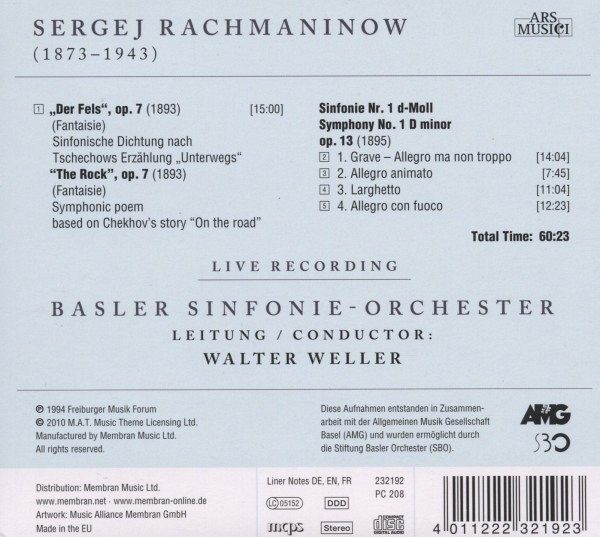 SERGEJ RACHMANINOW
(1873–1943)
ARS
MUSICI
1 „Der Fels“, op. 7 (1893) [15:00]
(Fantaisie)
Sinfonische Dichtung nach
Tschechows Erzählung „Unterwegs“
“The Rock”, op. 7 (1893)
(Fantaisie)
Symphonic poem
based on Chekhov’s story “On the road”
Sinfonie Nr. 1 d-Moll
Symphony No. 1 D minor
op. 13 (1895)
2 1. Grave – Allegro ma non troppo [14:04]
3 2. Allegro animato [7:45]
4 3. Larghetto [11:04]
5 4. Allegro con fuoco [12:23]
Total Time: 60:23
LIVE RECORDING
BASLER SINFONIE-ORCHESTER
LEITUNG / CONDUCTOR:
WALTER WELLER
℗ 1994 Freiburger Musik Forum
© 2010 M.A.T. Music Theme Licensing Ltd.
Manufactured by Membran Music Ltd.
All rights reserved.
Diese Aufnahmen entstanden in Zusammen-
arbeit mit der Allgemeinen Musik Gesellschaft
Basel (AMG) und wurden ermöglicht durch
die Stiftung Basler Orchester (SBO).
AMG
SBO
Distribution: Membran Music Ltd.
www.membran.net · www.membran-online.de
Artwork: Music Alliance Membran GmbH
Made in the EU
Liner Notes DE, EN, FR
232192
PC 208
LC 05152
DDD
mcps
Stereo
COMPACT
disc
DIGITAL AUDIO
4 011222 321923